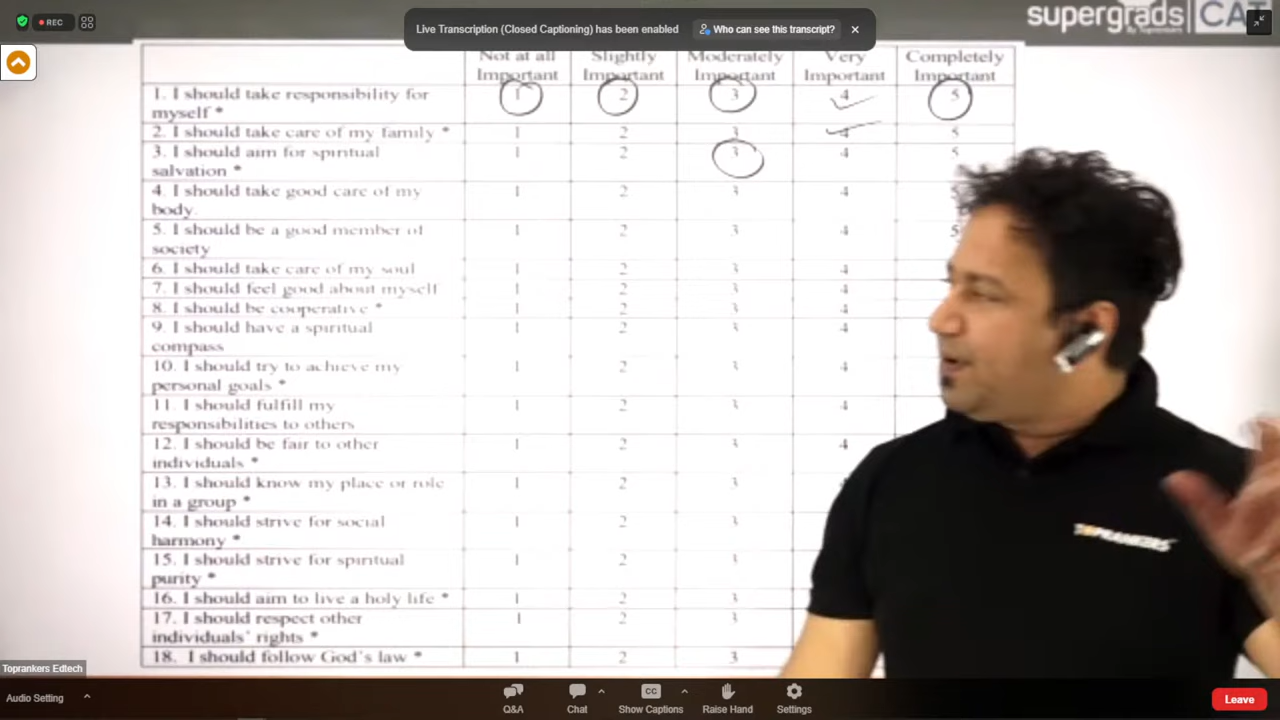 REC
Live Transcription (Closed Captioning) has been enabled
Who can see this transcript?
supergrads CAT
By Toprankers
Not at all Important
Slightly Important
Moderately Important
Very Important
Completely Important
1. I should take responsibility for 1 2 3 4 5
myself *
2. I should take care of my family * 1 2 3 4 5
3. I should aim for spiritual 1 2 3 4 5
salvation *
4. I should take good care of my 1 2 3 4 5
body.
5. I should be a good member of 1 2 3 4 5
society
6. I should take care of my soul 1 2 3 4
7. I should feel good about myself 1 2 3 4
8. I should be cooperative * 1 2 3 4
9. I should have a spiritual 1 2 3 4
compass
10. I should try to achieve my 1 2 3 4
personal goals *
11. I should fulfill my 1 2 3 4
responsibilities to others
12. I should be fair to other 1 2 3 4
individuals *
13. I should know my place or role 1 2 3
in a group *
14. I should strive for social 1 2 3
harmony *
15. I should strive for spiritual 1 2 3
purity *
16. I should aim to live a holy life * 1 2 3
17. I should respect other 1 2 3
individuals' rights *
18. I should follow God's law * 1 2 3
TOPRANKERS
Toprankers Edtech
Audio Setting
Q&A
Chat
CC
Show Captions
Raise Hand
Settings
Leave